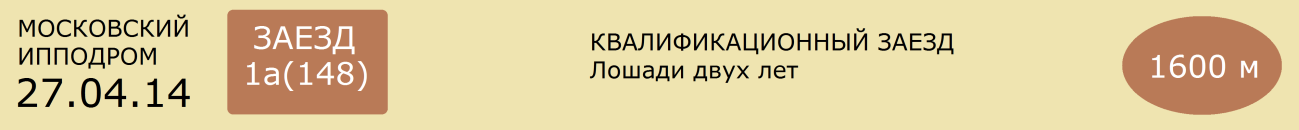 МОСКОВСКИЙ
ИППОДРОМ
27.04.14
ЗАЕЗД
1а(148)
КВАЛИФИКАЦИОННЫЙ ЗАЕЗД
Лошади двух лет
1600 м